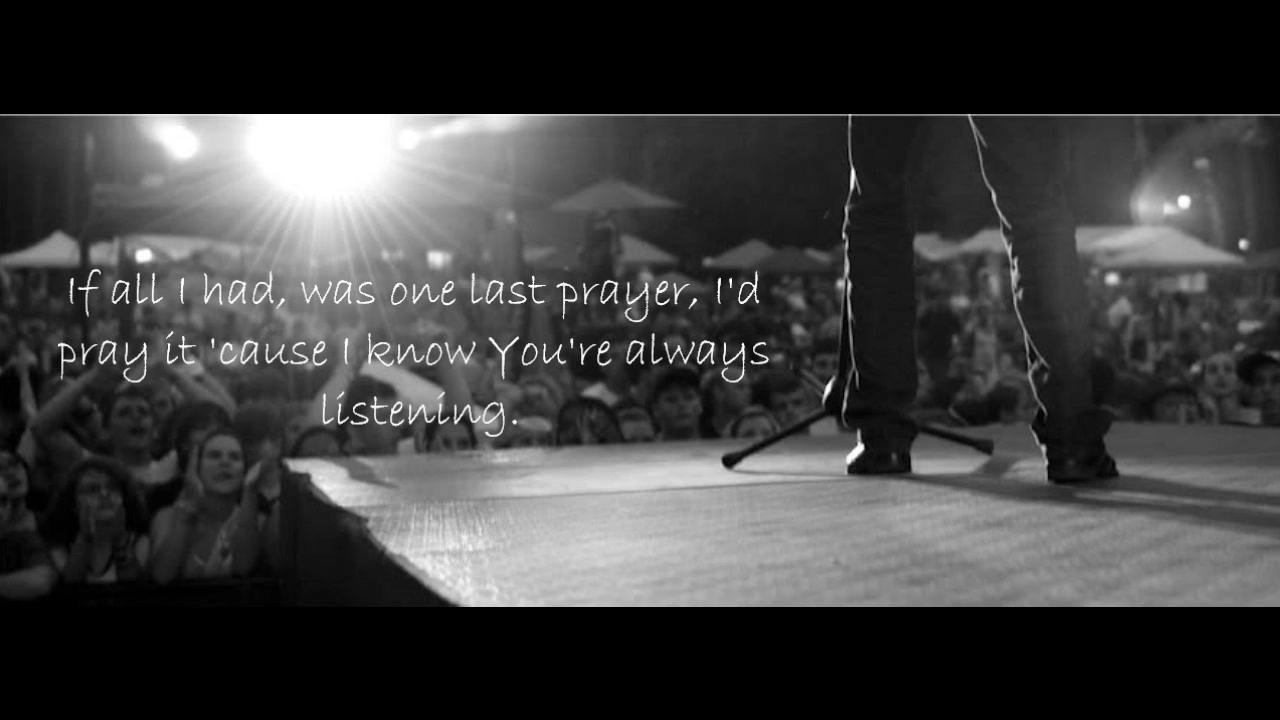 If all I had, was one last prayer, I'd
pray it 'cause I know You're always
listening.